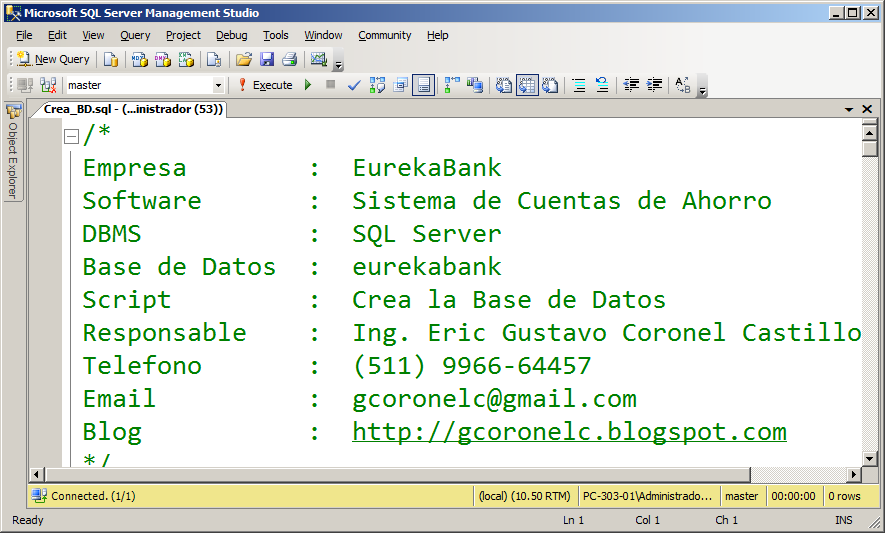 Microsoft SQL Server Management Studio
File Edit View Query Project Debug Tools Window Community Help
New Query
master Execute
Crea_BD.sql - (...inistrador (53))
Object Explorer
/*
Empresa : EurekaBank
Software : Sistema de Cuentas de Ahorro
DBMS : SQL Server
Base de Datos : eurekabank
Script : Crea la Base de Datos
Responsable : Ing. Eric Gustavo Coronel Castillo
Telefono : (511) 9966-64457
Email : gcoronelc@gmail.com
Blog : http://gcoronelc.blogspot.com
*/
Connected. (1/1) (local) (10.50 RTM) PC-303-01\Administrado... master 00:00:00 0 rows
Ready Ln 1 Col 1 Ch 1 INS